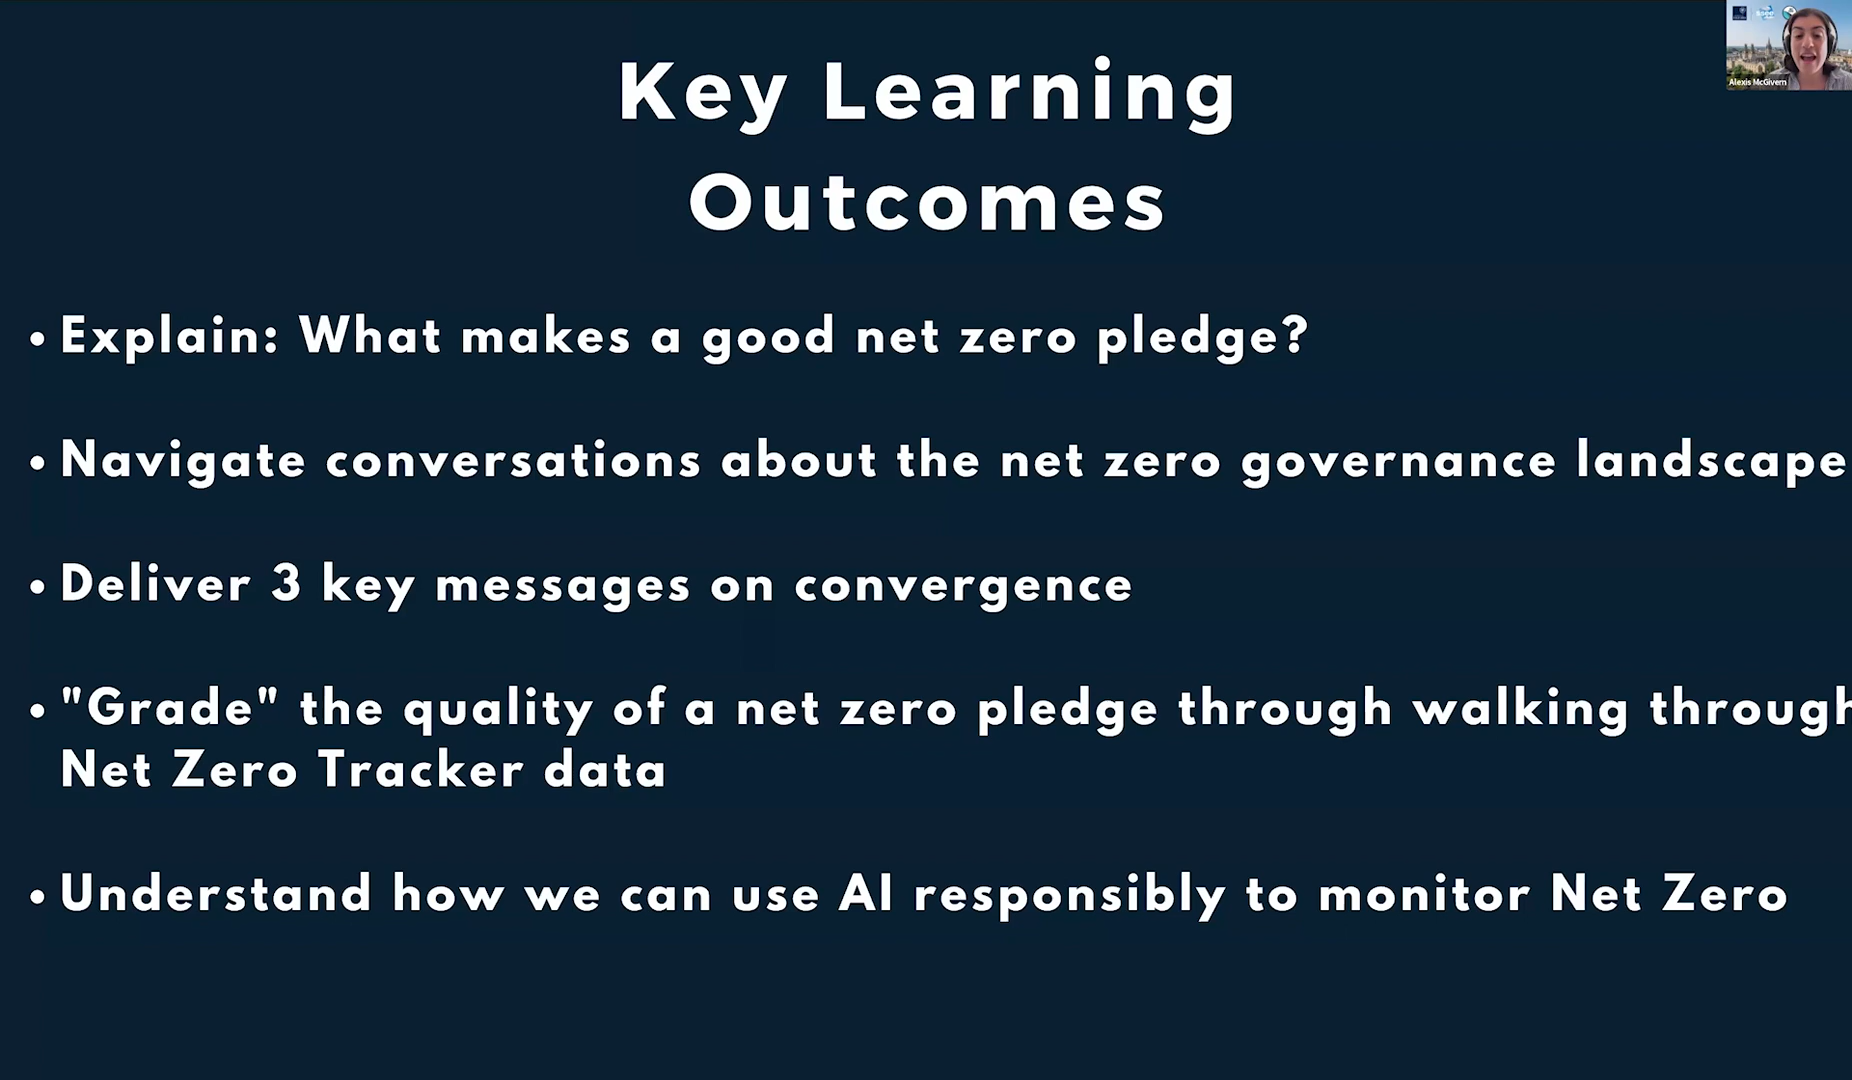 Key Learning
Outcomes
• Explain: What makes a good net zero pledge?
• Navigate conversations about the net zero governance landscape
• Deliver 3 key messages on convergence
• "Grade" the quality of a net zero pledge through walking through
Net Zero Tracker data
• Understand how we can use AI responsibly to monitor Net Zero
Alexis McGivern